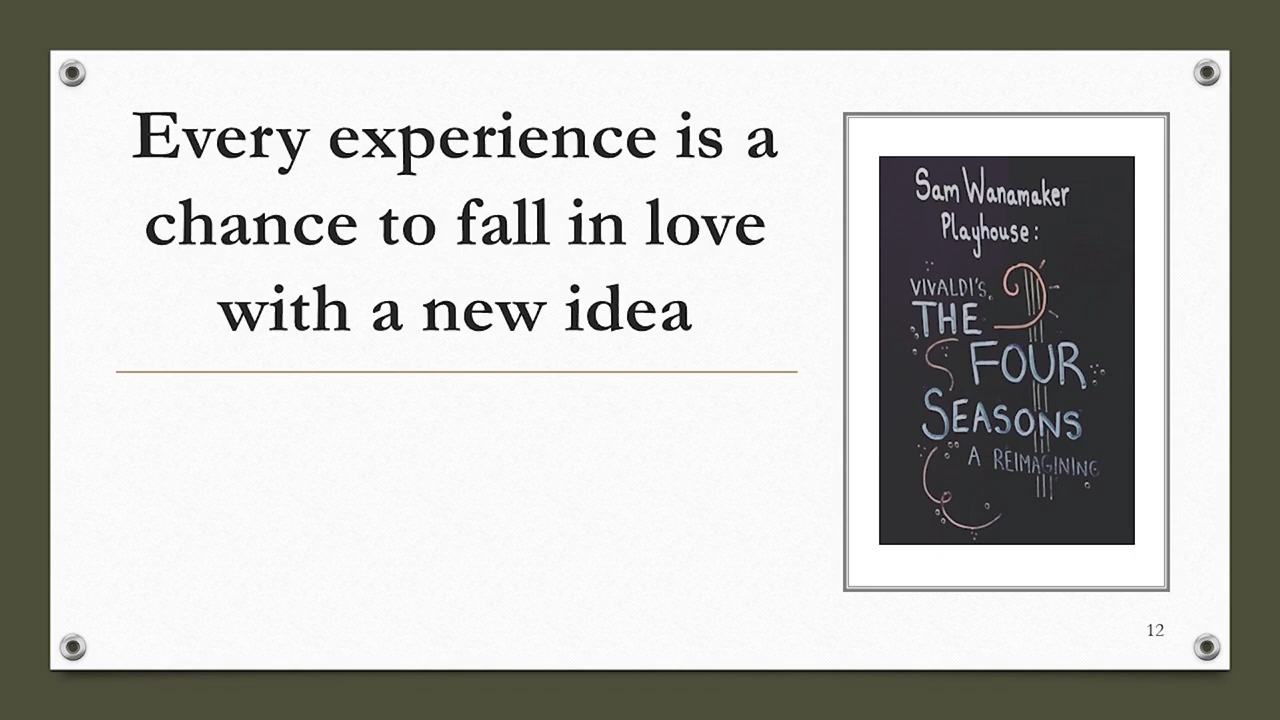 Every experience is a
chance to fall in love
with a new idea
Sam Wanamaker
Playhouse:
VIVALDI'S
THE
FOUR
SEASONS
A REIMAGINING
12